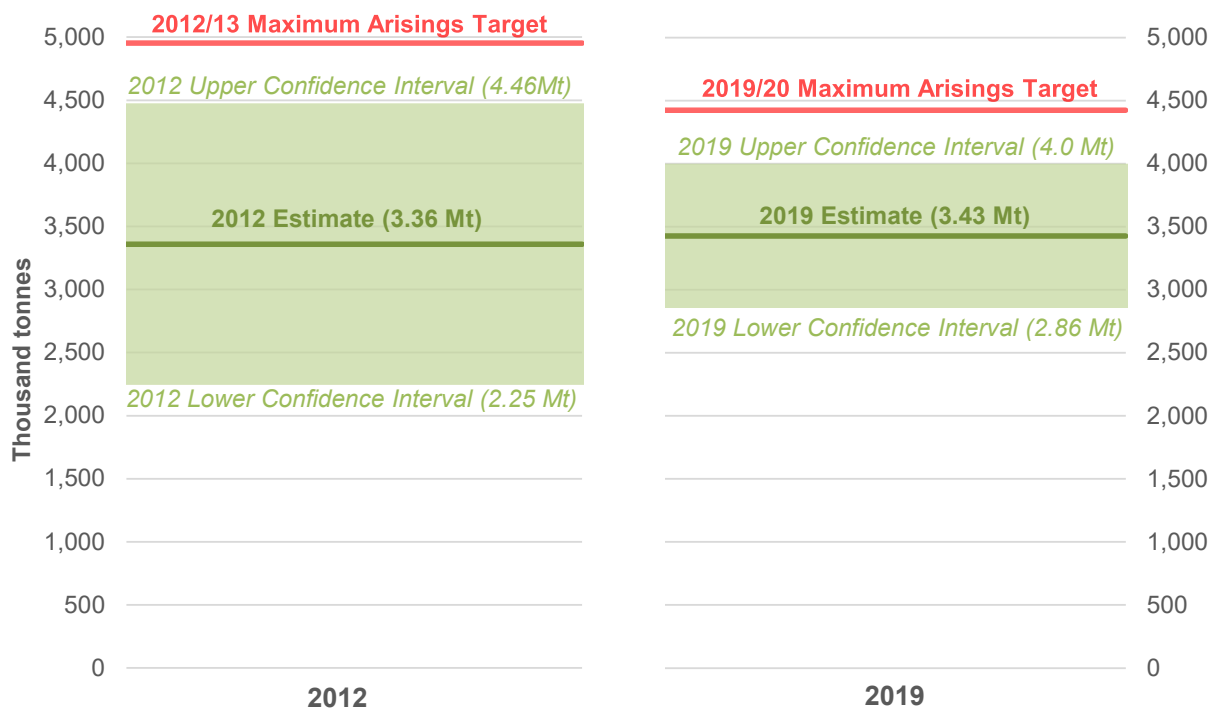 2012/13 Maximum Arisings Target
5,000
5,000
2012 Upper Confidence Interval (4.46Mt)
2019/20 Maximum Arisings Target
4,500
4,500
2019 Upper Confidence Interval (4.0 Mt)
4,000
4,000
2012 Estimate (3.36 Mt)
2019 Estimate (3.43 Mt)
3,500
3,500
3,000
3,000
2019 Lower Confidence Interval (2.86 Mt)
2,500
2,500
2012 Lower Confidence Interval (2.25 Mt)
2,000
2,000
Thousand tonnes
1,500
1,500
1,000
1,000
500
500
0
0
2012
2019